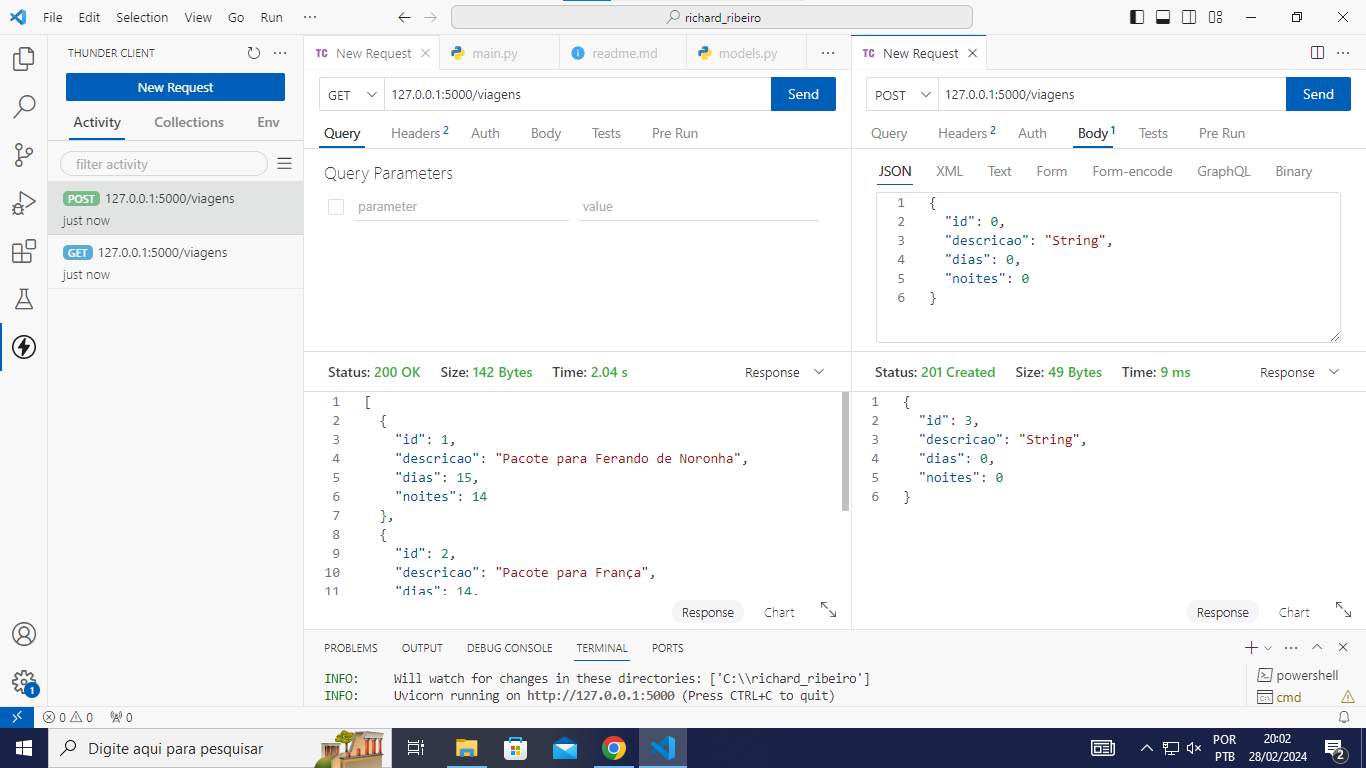 File Edit Selection View Go Run ···
richard_ribeiro
THUNDER CLIENT
New Request
Activity Collections Env
filter activity
POST 127.0.0.1:5000/viagens
just now
GET 127.0.0.1:5000/viagens
just now
TC New Request main.py readme.md models.py
GET 127.0.0.1:5000/viagens Send
Query Headers 2 Auth Body Tests Pre Run
Query Parameters
parameter value
Status: 200 OK Size: 142 Bytes Time: 2.04 s Response
1 [
2 {
3 "id": 1,
4 "descricao": "Pacote para Ferando de Noronha",
5 "dias": 15,
6 "noites": 14
7 },
8 {
9 "id": 2,
10 "descricao": "Pacote para França",
11 "dias": 14,
Response Chart
TC New Request
POST 127.0.0.1:5000/viagens Send
Query Headers 2 Auth Body 1 Tests Pre Run
JSON XML Text Form Form-encode GraphQL Binary
1 {
2 "id": 0,
3 "descricao": "String",
4 "dias": 0,
5 "noites": 0
6 }
Status: 201 Created Size: 49 Bytes Time: 9 ms Response
1 {
2 "id": 3,
3 "descricao": "String",
4 "dias": 0,
5 "noites": 0
6 }
Response Chart
PROBLEMS OUTPUT DEBUG CONSOLE TERMINAL PORTS
INFO: Will watch for changes in these directories: ['C:\\richard_ribeiro']
INFO: Uvicorn running on http://127.0.0.1:5000 (Press CTRL+C to quit)
powershell
cmd
1
0 0 0
Digite aqui para pesquisar
POR
PTB
20:02
28/02/2024
2